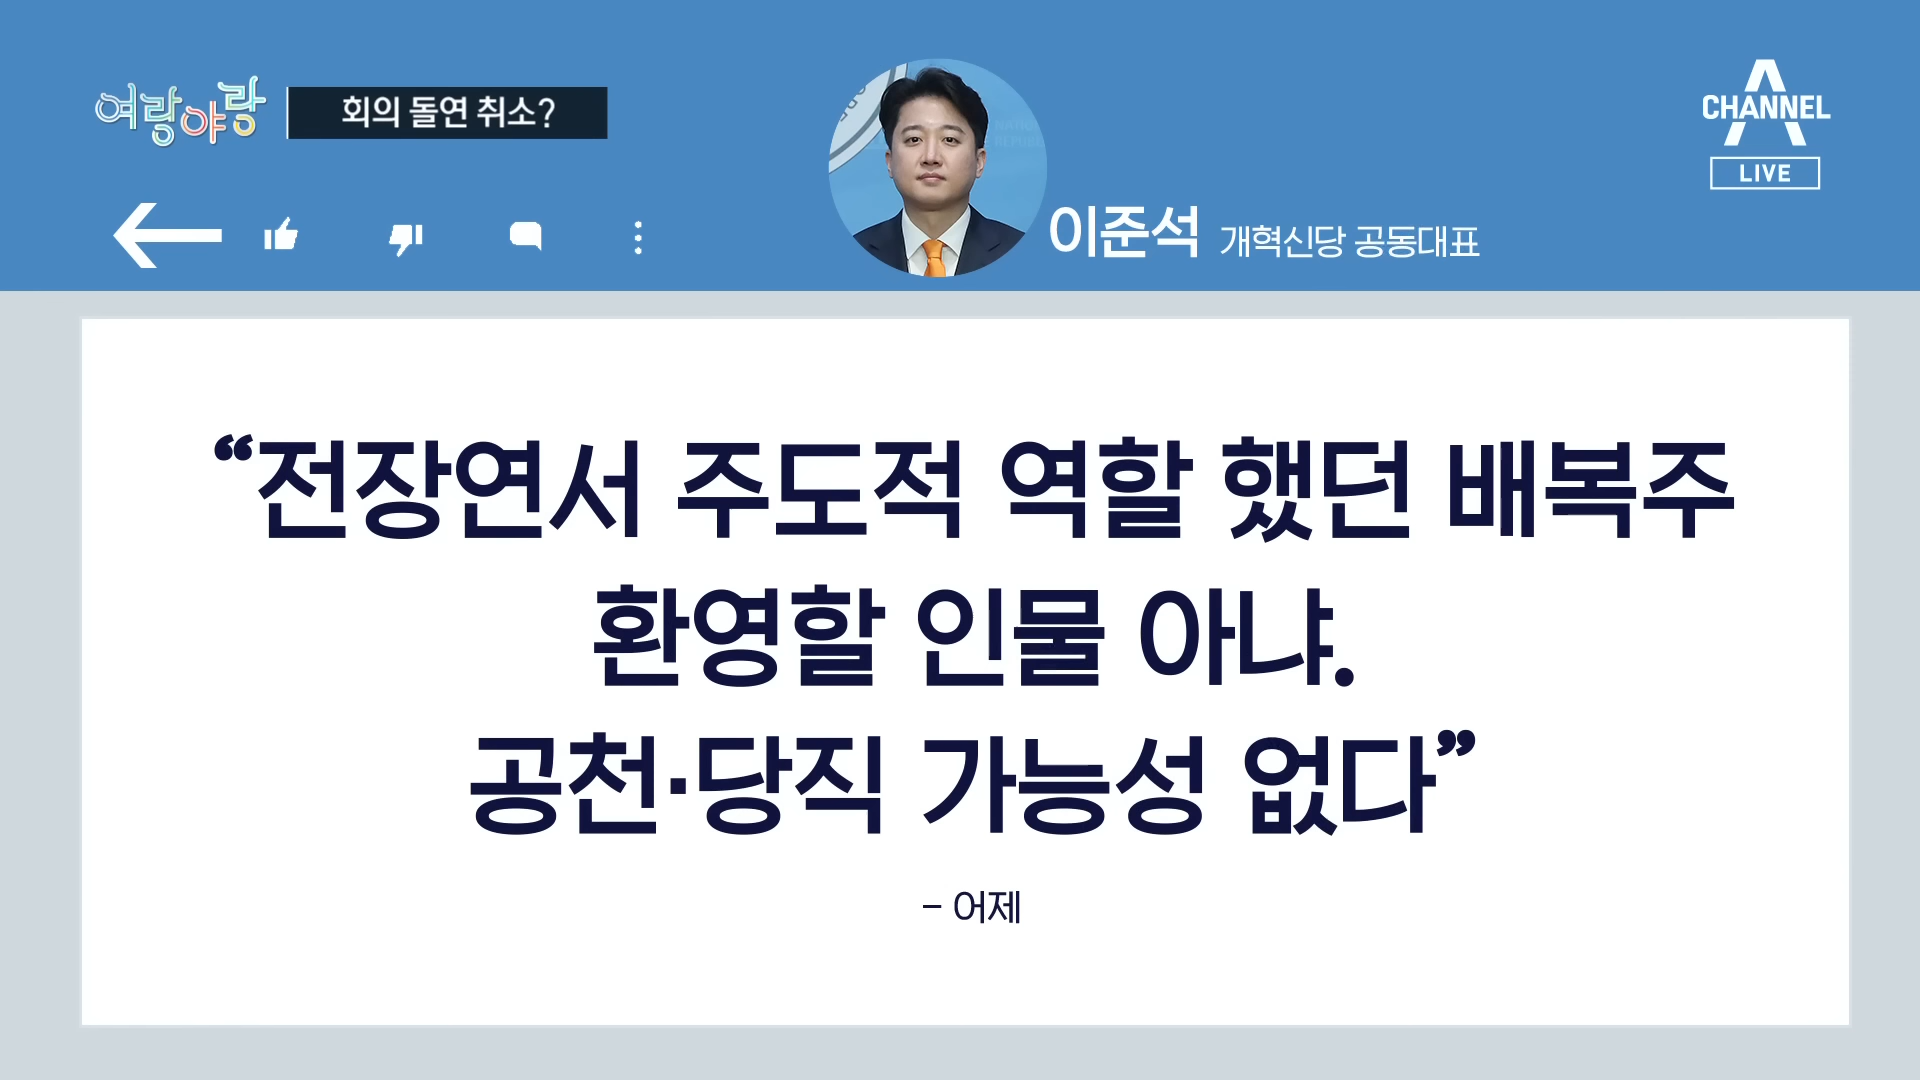 여랑야랑
회의 돌연 취소?
CHANNEL A
LIVE
이준석 개혁신당 공동대표
“전장연서 주도적 역할 했던 배복주
환영할 인물 아냐.
공천·당직 가능성 없다”
- 어제